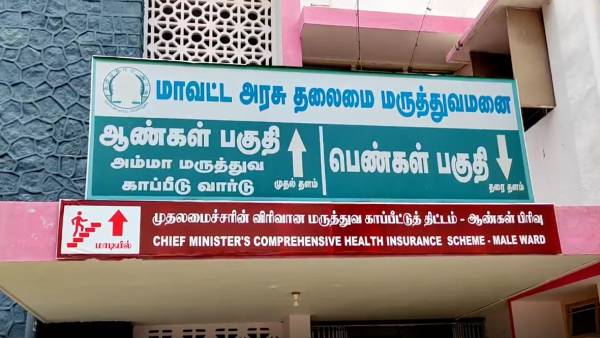 மாவட்ட அரசு தலைமை மருத்துவமனை
ஆண்கள் பகுதி
அம்மா மருத்துவ
காப்பீடு வார்டு
முதல் தளம்
பெண்கள் பகுதி
தரை தளம்
மாடியில்
முதலமைச்சரின் விரிவான மருத்துவ காப்பீட்டுத் திட்டம் - ஆண்கள் பிரிவு
CHIEF MINISTER'S COMPREHENSIVE HEALTH INSURANCE SCHEME - MALE WARD